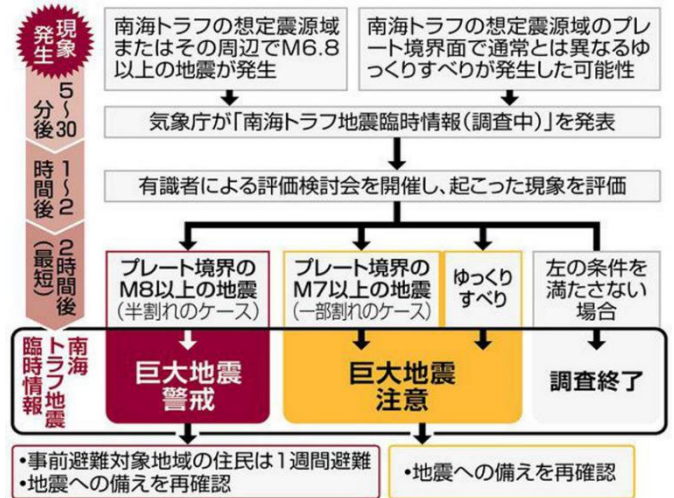 現象
発生
南海トラフの想定震源域
またはその周辺でM6.8
以上の地震が発生
南海トラフの想定震源域のプレ
ート境界面で通常とは異なるゆ
っくりすべりが発生した可能性
5〜30
分後
気象庁が「南海トラフ地震臨時情報(調査中)」を発表
1〜2
時間後
有識者による評価検討会を開催し、起こった現象を評価
2時間後
(最短)
プレート境界の
M8以上の地震
(半割れのケース)
プレート境界の
M7以上の地震
(一部割れのケース)
ゆっくり
すべり
左の条件を
満たさない
場合
南海
トラフ地震
臨時情報
巨大地震
警戒
巨大地震
注意
調査終了
•事前避難対象地域の住民は1週間避難
•地震への備えを再確認
•地震への備えを再確認